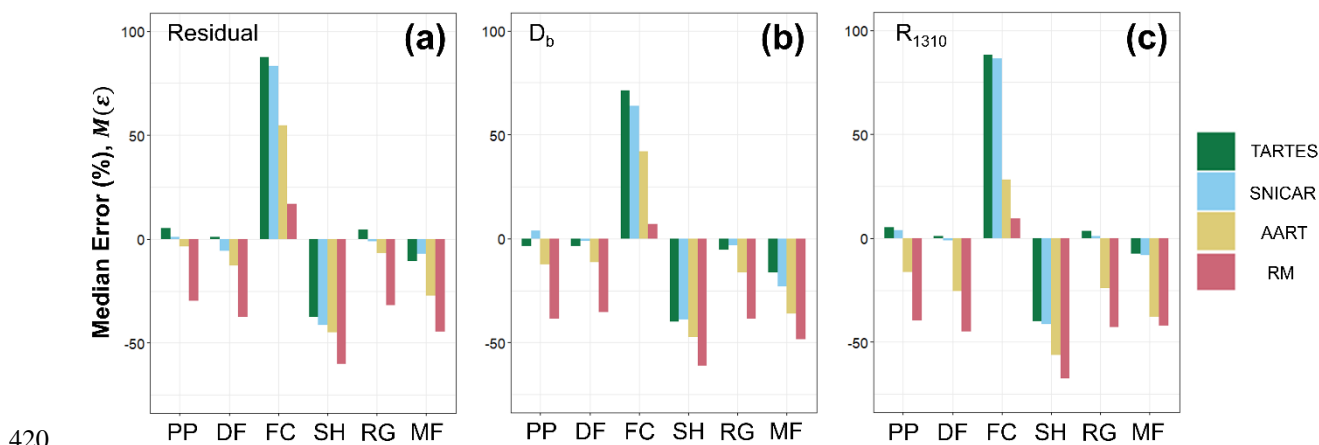 Residual (a)
D_b (b)
R_1310 (c)
Median Error (%), M(ε)
100
50
0
-50
100
50
0
-50
100
50
0
-50
TARTES
SNICAR
AART
RM
PP DF FC SH RG MF
PP DF FC SH RG MF
PP DF FC SH RG MF
420